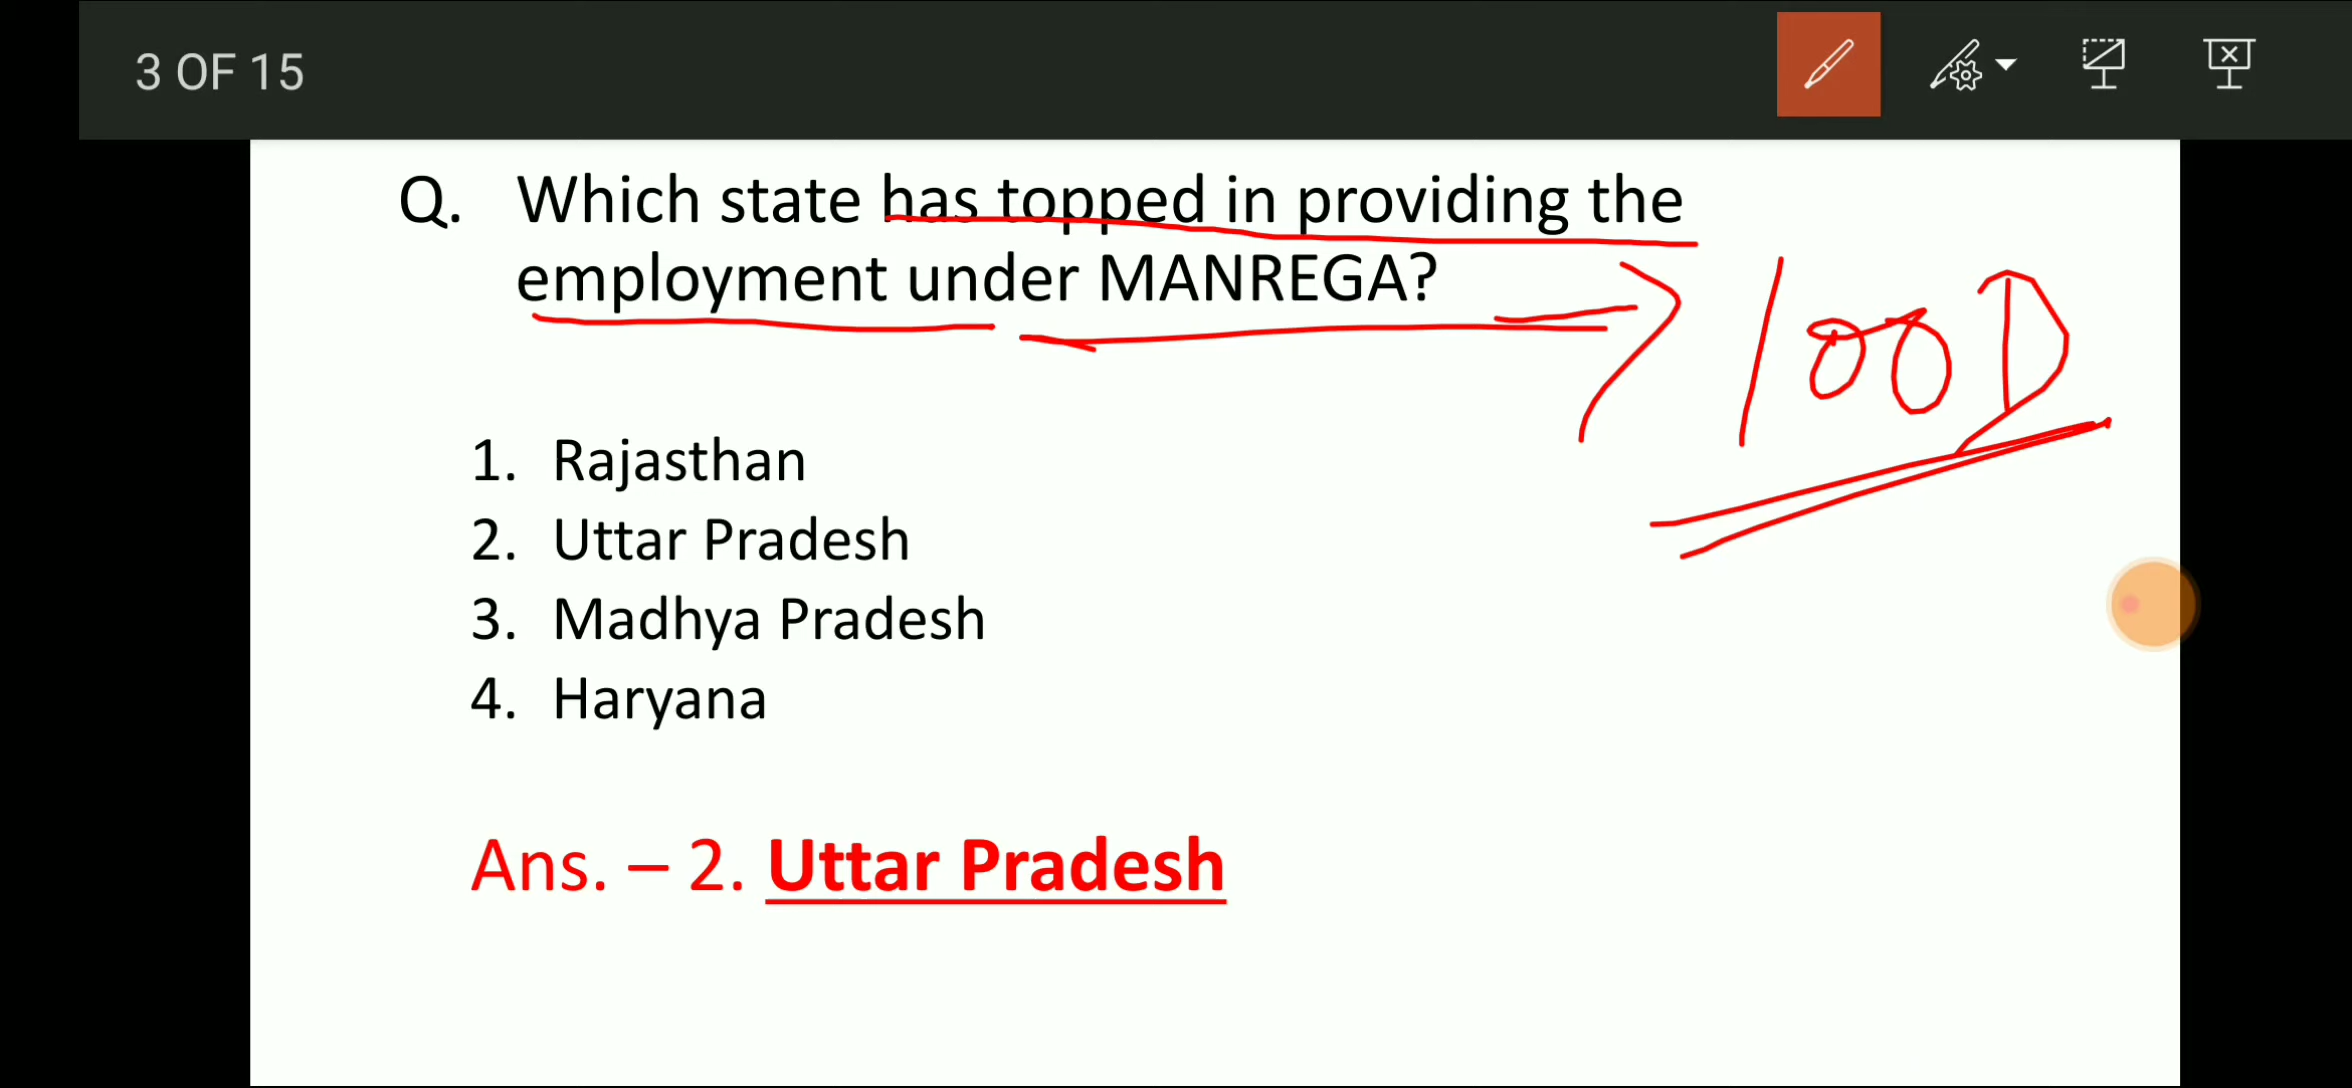 3 OF 15
Q. Which state has topped in providing the
employment under MANREGA?
100D
1. Rajasthan
2. Uttar Pradesh
3. Madhya Pradesh
4. Haryana
Ans. – 2. Uttar Pradesh